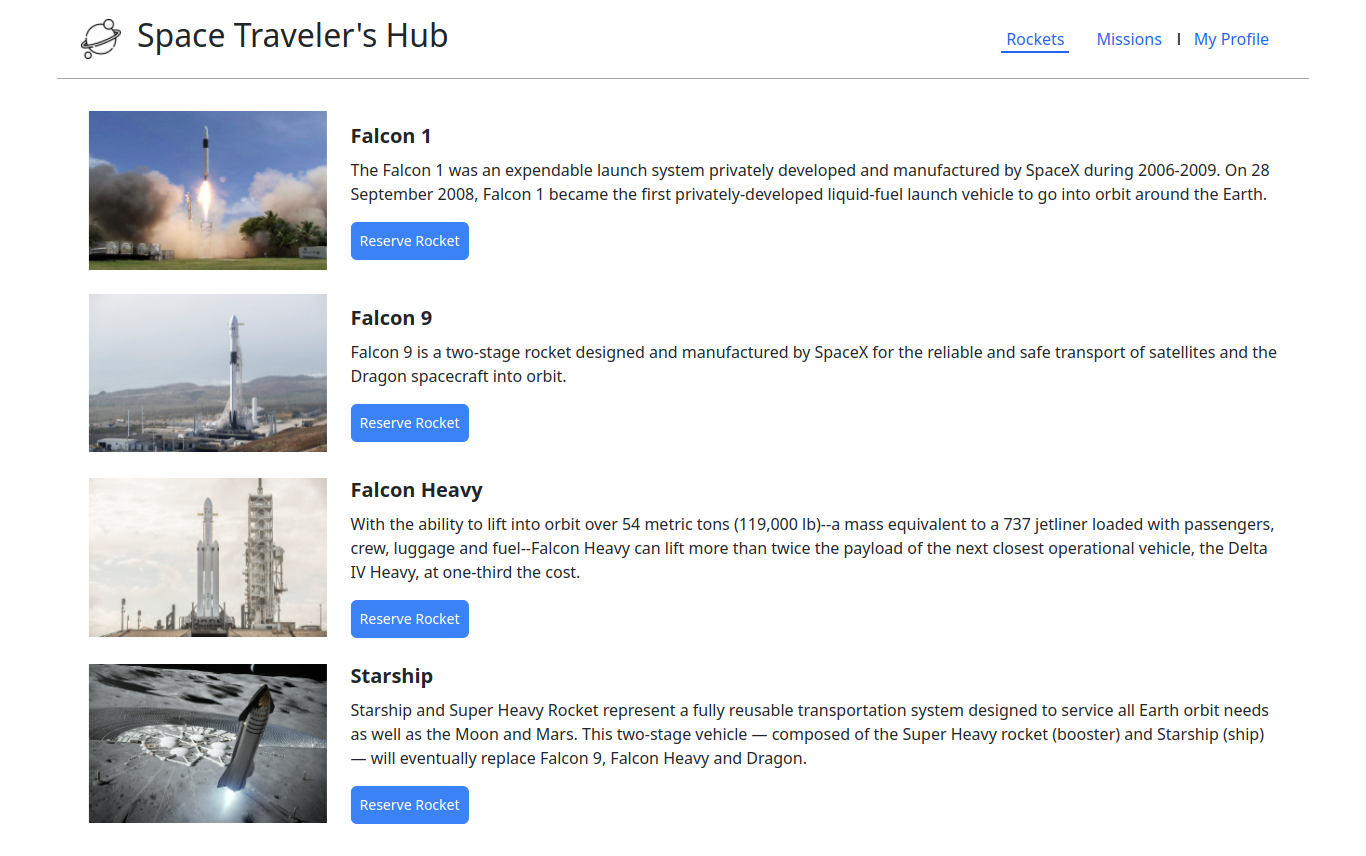 Space Traveler's Hub
Rockets Missions | My Profile
Falcon 1
The Falcon 1 was an expendable launch system privately developed and manufactured by SpaceX during 2006-2009. On 28
September 2008, Falcon 1 became the first privately-developed liquid-fuel launch vehicle to go into orbit around the Earth.
Reserve Rocket
Falcon 9
Falcon 9 is a two-stage rocket designed and manufactured by SpaceX for the reliable and safe transport of satellites and the
Dragon spacecraft into orbit.
Reserve Rocket
Falcon Heavy
With the ability to lift into orbit over 54 metric tons (119,000 lb)--a mass equivalent to a 737 jetliner loaded with passengers,
crew, luggage and fuel--Falcon Heavy can lift more than twice the payload of the next closest operational vehicle, the Delta
IV Heavy, at one-third the cost.
Reserve Rocket
Starship
Starship and Super Heavy Rocket represent a fully reusable transportation system designed to service all Earth orbit needs
as well as the Moon and Mars. This two-stage vehicle — composed of the Super Heavy rocket (booster) and Starship (ship)
— will eventually replace Falcon 9, Falcon Heavy and Dragon.
Reserve Rocket